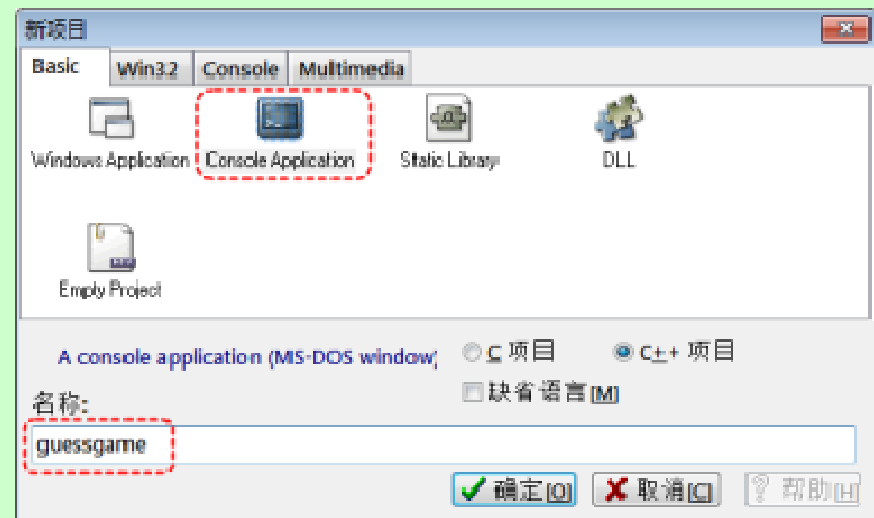 新项目
Basic Win32 Console Multimedia
Windows Application Console Application Static Library DLL
Empty Project
A console application (MS-DOS window) C 项目 C++ 项目
缺省语言[M]
名称:
guessgame
确定[O] 取消[C] 帮助[H]